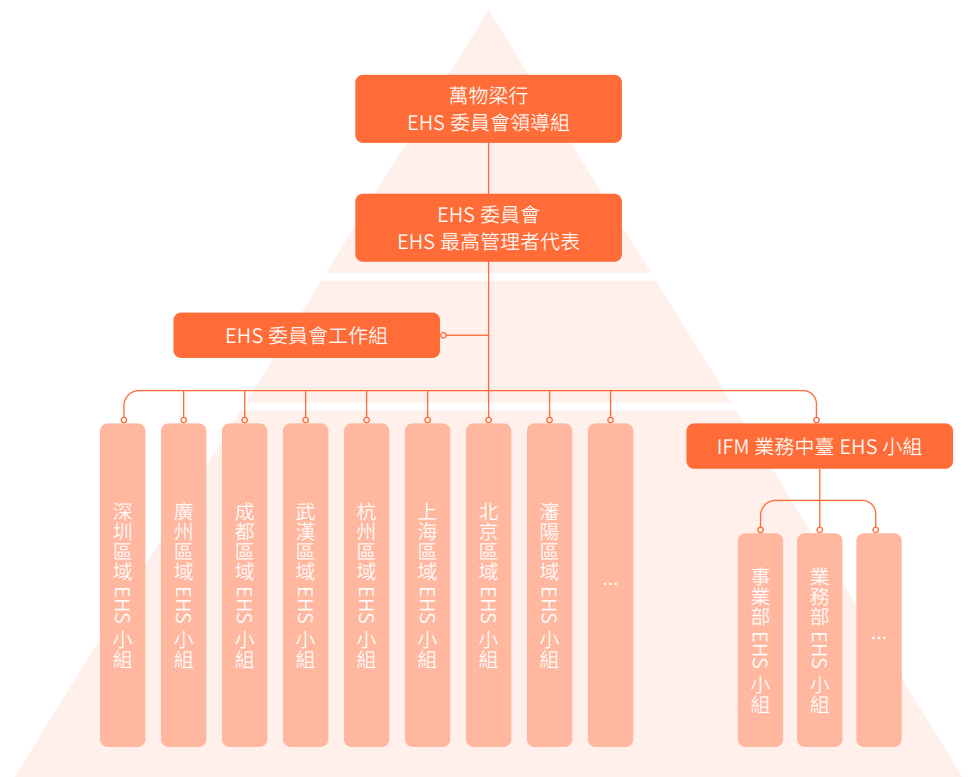 萬物梁行
EHS 委員會領導組
EHS 委員會
EHS 最高管理者代表
EHS 委員會工作組
深圳區域 EHS 小組
廣州區域 EHS 小組
成都區域 EHS 小組
武漢區域 EHS 小組
杭州區域 EHS 小組
上海區域 EHS 小組
北京區域 EHS 小組
瀋陽區域 EHS 小組
...
IFM 業務中臺 EHS 小組
事業部 EHS 小組
業務部 EHS 小組
...